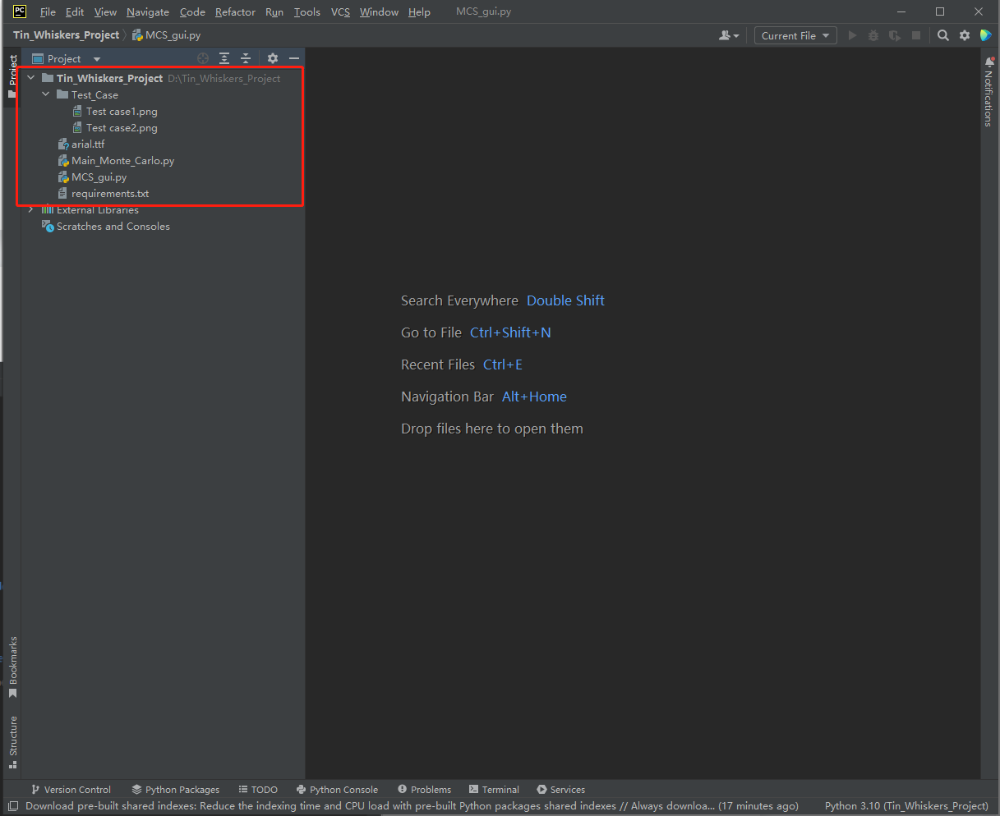 PC File Edit View Navigate Code Refactor Run Tools VCS Window Help MCS_gui.py
Tin_Whiskers_Project MCS_gui.py Current File
Project
Project
Tin_Whiskers_Project D:\Tin_Whiskers_Project
Test_Case
Test case1.png
Test case2.png
arial.ttf
Main_Monte_Carlo.py
MCS_gui.py
requirements.txt
External Libraries
Scratches and Consoles
Search Everywhere Double Shift
Go to File Ctrl+Shift+N
Recent Files Ctrl+E
Navigation Bar Alt+Home
Drop files here to open them
Notifications
Bookmarks
Structure
Version Control Python Packages TODO Python Console Problems Terminal Services
Download pre-built shared indexes: Reduce the indexing time and CPU load with pre-built Python packages shared indexes // Always downloa... (17 minutes ago) Python 3.10 (Tin_Whiskers_Project)